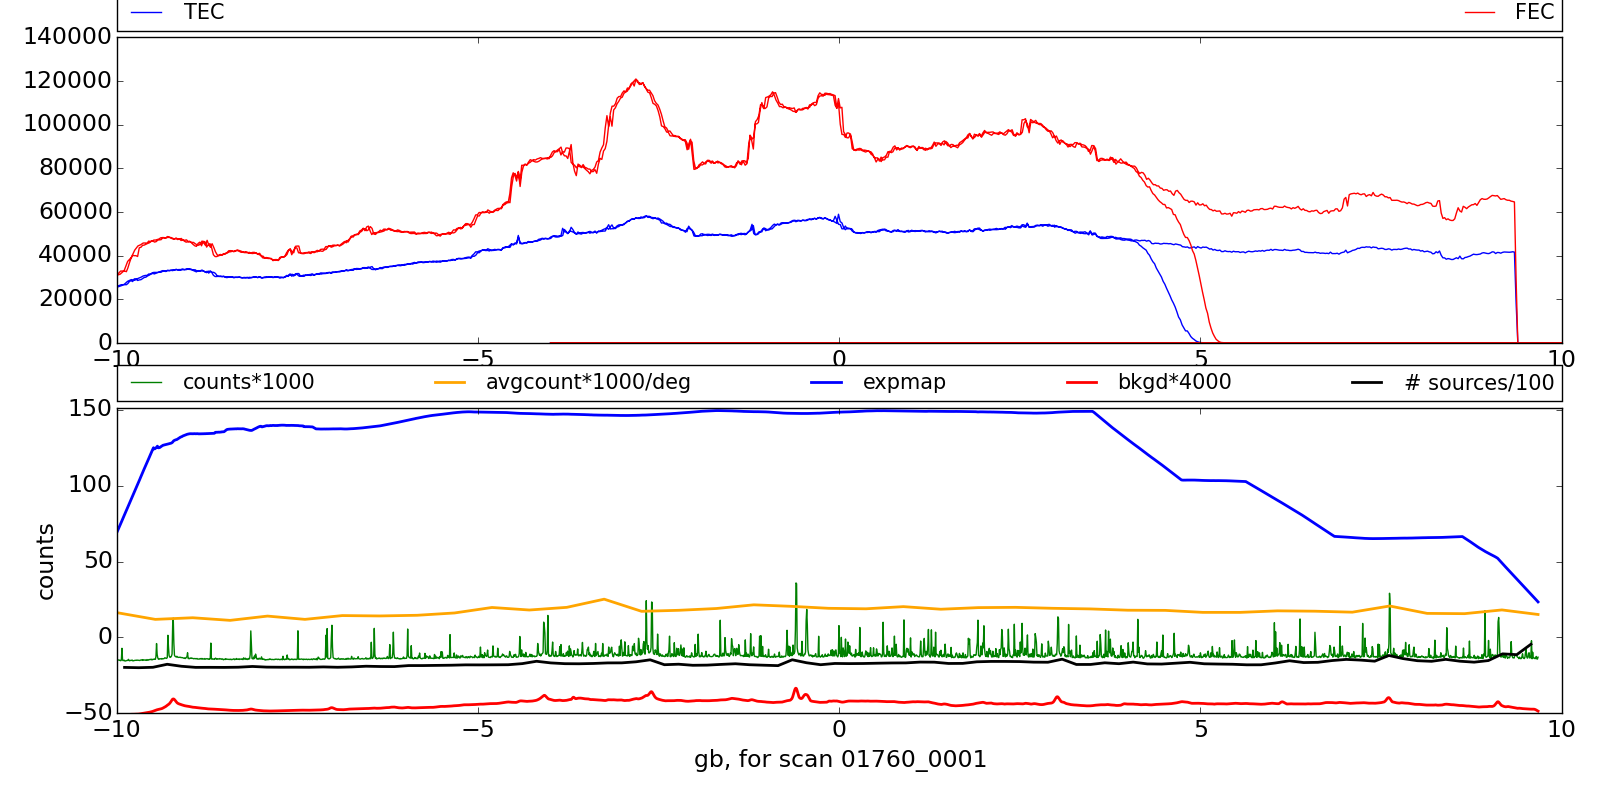 TEC FEC
140000
120000
100000
80000
60000
40000
20000
0
−10 −5 0 5 10
counts*1000 avgcount*1000/deg expmap bkgd*4000 # sources/100
150
100
50
0
−50
counts
−10 −5 0 5 10
gb, for scan 01760_0001